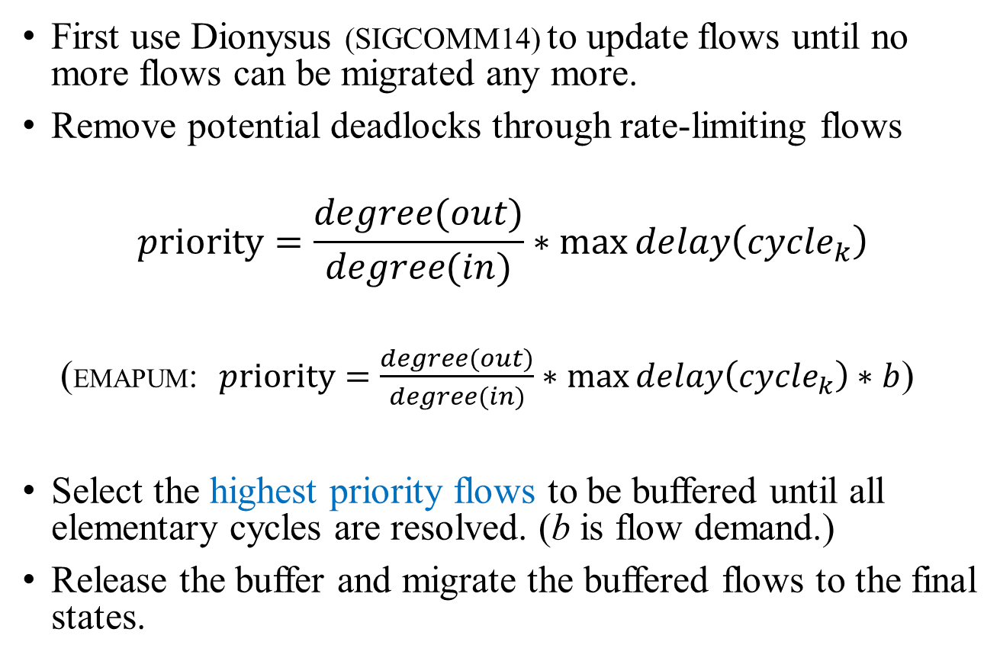 • First use Dionysus (SIGCOMM14) to update flows until no
more flows can be migrated any more.
• Remove potential deadlocks through rate-limiting flows
priority = degree(out) / degree(in) * max delay(cycle_k)
(EMAPUM: priority = degree(out) / degree(in) * max delay(cycle_k) * b)
• Select the highest priority flows to be buffered until all
elementary cycles are resolved. (b is flow demand.)
• Release the buffer and migrate the buffered flows to the final
states.